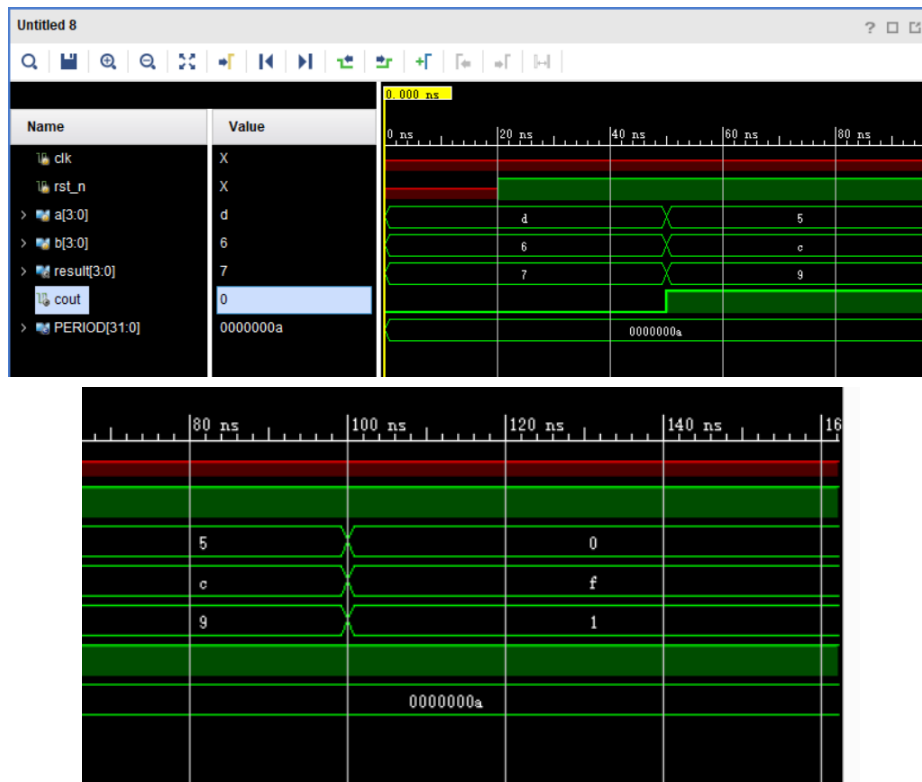 Untitled 8
0.000 ns
Name Value
0 ns 20 ns 40 ns 60 ns 80 ns
clk X
rst_n X
a[3:0] d d 5
b[3:0] 6 6 c
result[3:0] 7 7 9
cout 0
PERIOD[31:0] 0000000a 0000000a
80 ns 100 ns 120 ns 140 ns 16
5 0
c f
9 1
0000000a